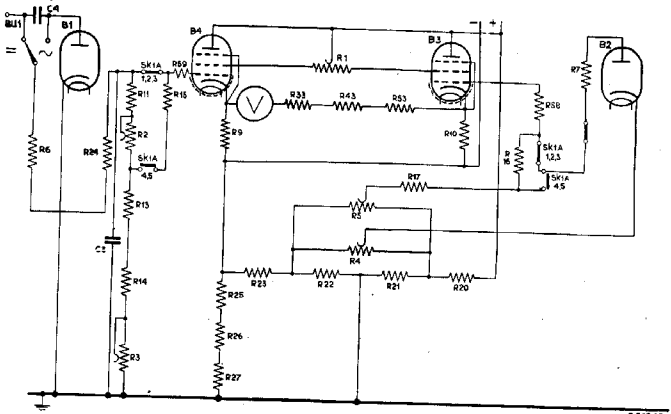 C4
BU1
B1
B4
B3
B2
- +
=
~
SK1A
1,2,3
R59
R1
R7
R11
R15
R33
R43
R53
R58
V
R2
R9
R10
R6
R24
SK1A
4,5
R
16
SK1A
1,2,3
SK1A
4,5
R17
R13
R5
R4
R14
R23
R22
R21
R20
R25
R26
R3
R27